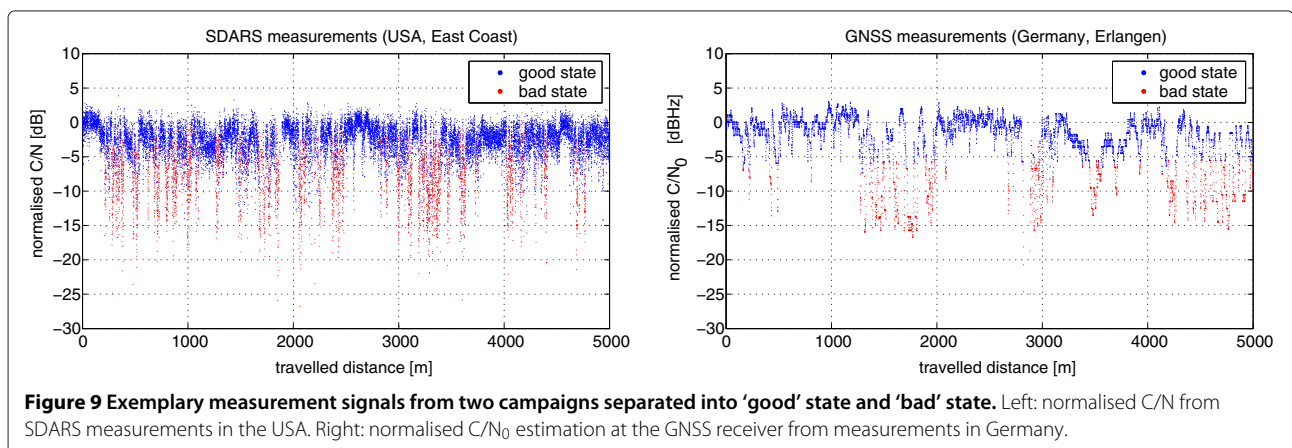 SDARS measurements (USA, East Coast)
10
5
0
−5
−10
−15
−20
−25
−30
normalised C/N [dB]
good state
bad state
0
1000
2000
3000
4000
5000
travelled distance [m]
GNSS measurements (Germany, Erlangen)
10
5
0
−5
−10
−15
−20
−25
−30
normalised C/N₀ [dBHz]
good state
bad state
0
1000
2000
3000
4000
5000
travelled distance [m]
Figure 9 Exemplary measurement signals from two campaigns separated into ‘good’ state and ‘bad’ state. Left: normalised C/N from
SDARS measurements in the USA. Right: normalised C/N₀ estimation at the GNSS receiver from measurements in Germany.